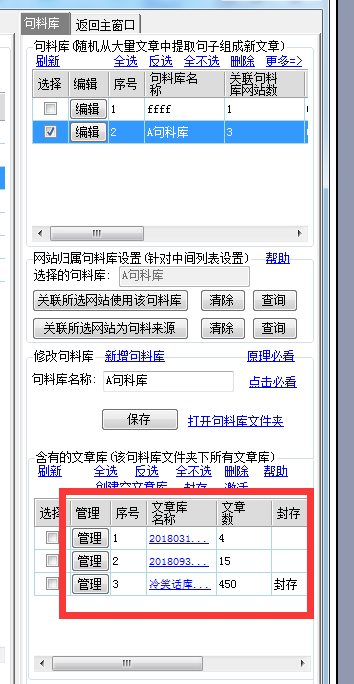 句料库 返回主窗口
句料库(随机从大量文章中提取句子组成新文章)
刷新 全选 反选 全不选 删除 更多=>
选择 编辑 序号 句料库名称 关联句料库网站数
编辑 1 ffff 1
编辑 2 A句料库 3
网站归属句料库设置(针对中间列表设置) 帮助
选择的句料库: A句料库
关联所选网站使用该句料库 清除 查询
关联所选网站为句料来源 清除 查询
修改句料库 新增句料库 原理必看
句料库名称: A句料库 点击必看
保存 打开句料库文件夹
含有的文章库(该句料库文件夹下所有文章库)
刷新 全选 反选 全不选 删除 帮助
创建空文章库 封存 激活
选择 管理 序号 文章库名称 文章数 封存
管理 1 2018031... 4
管理 2 2018093... 15
管理 3 冷笑话库... 450 封存